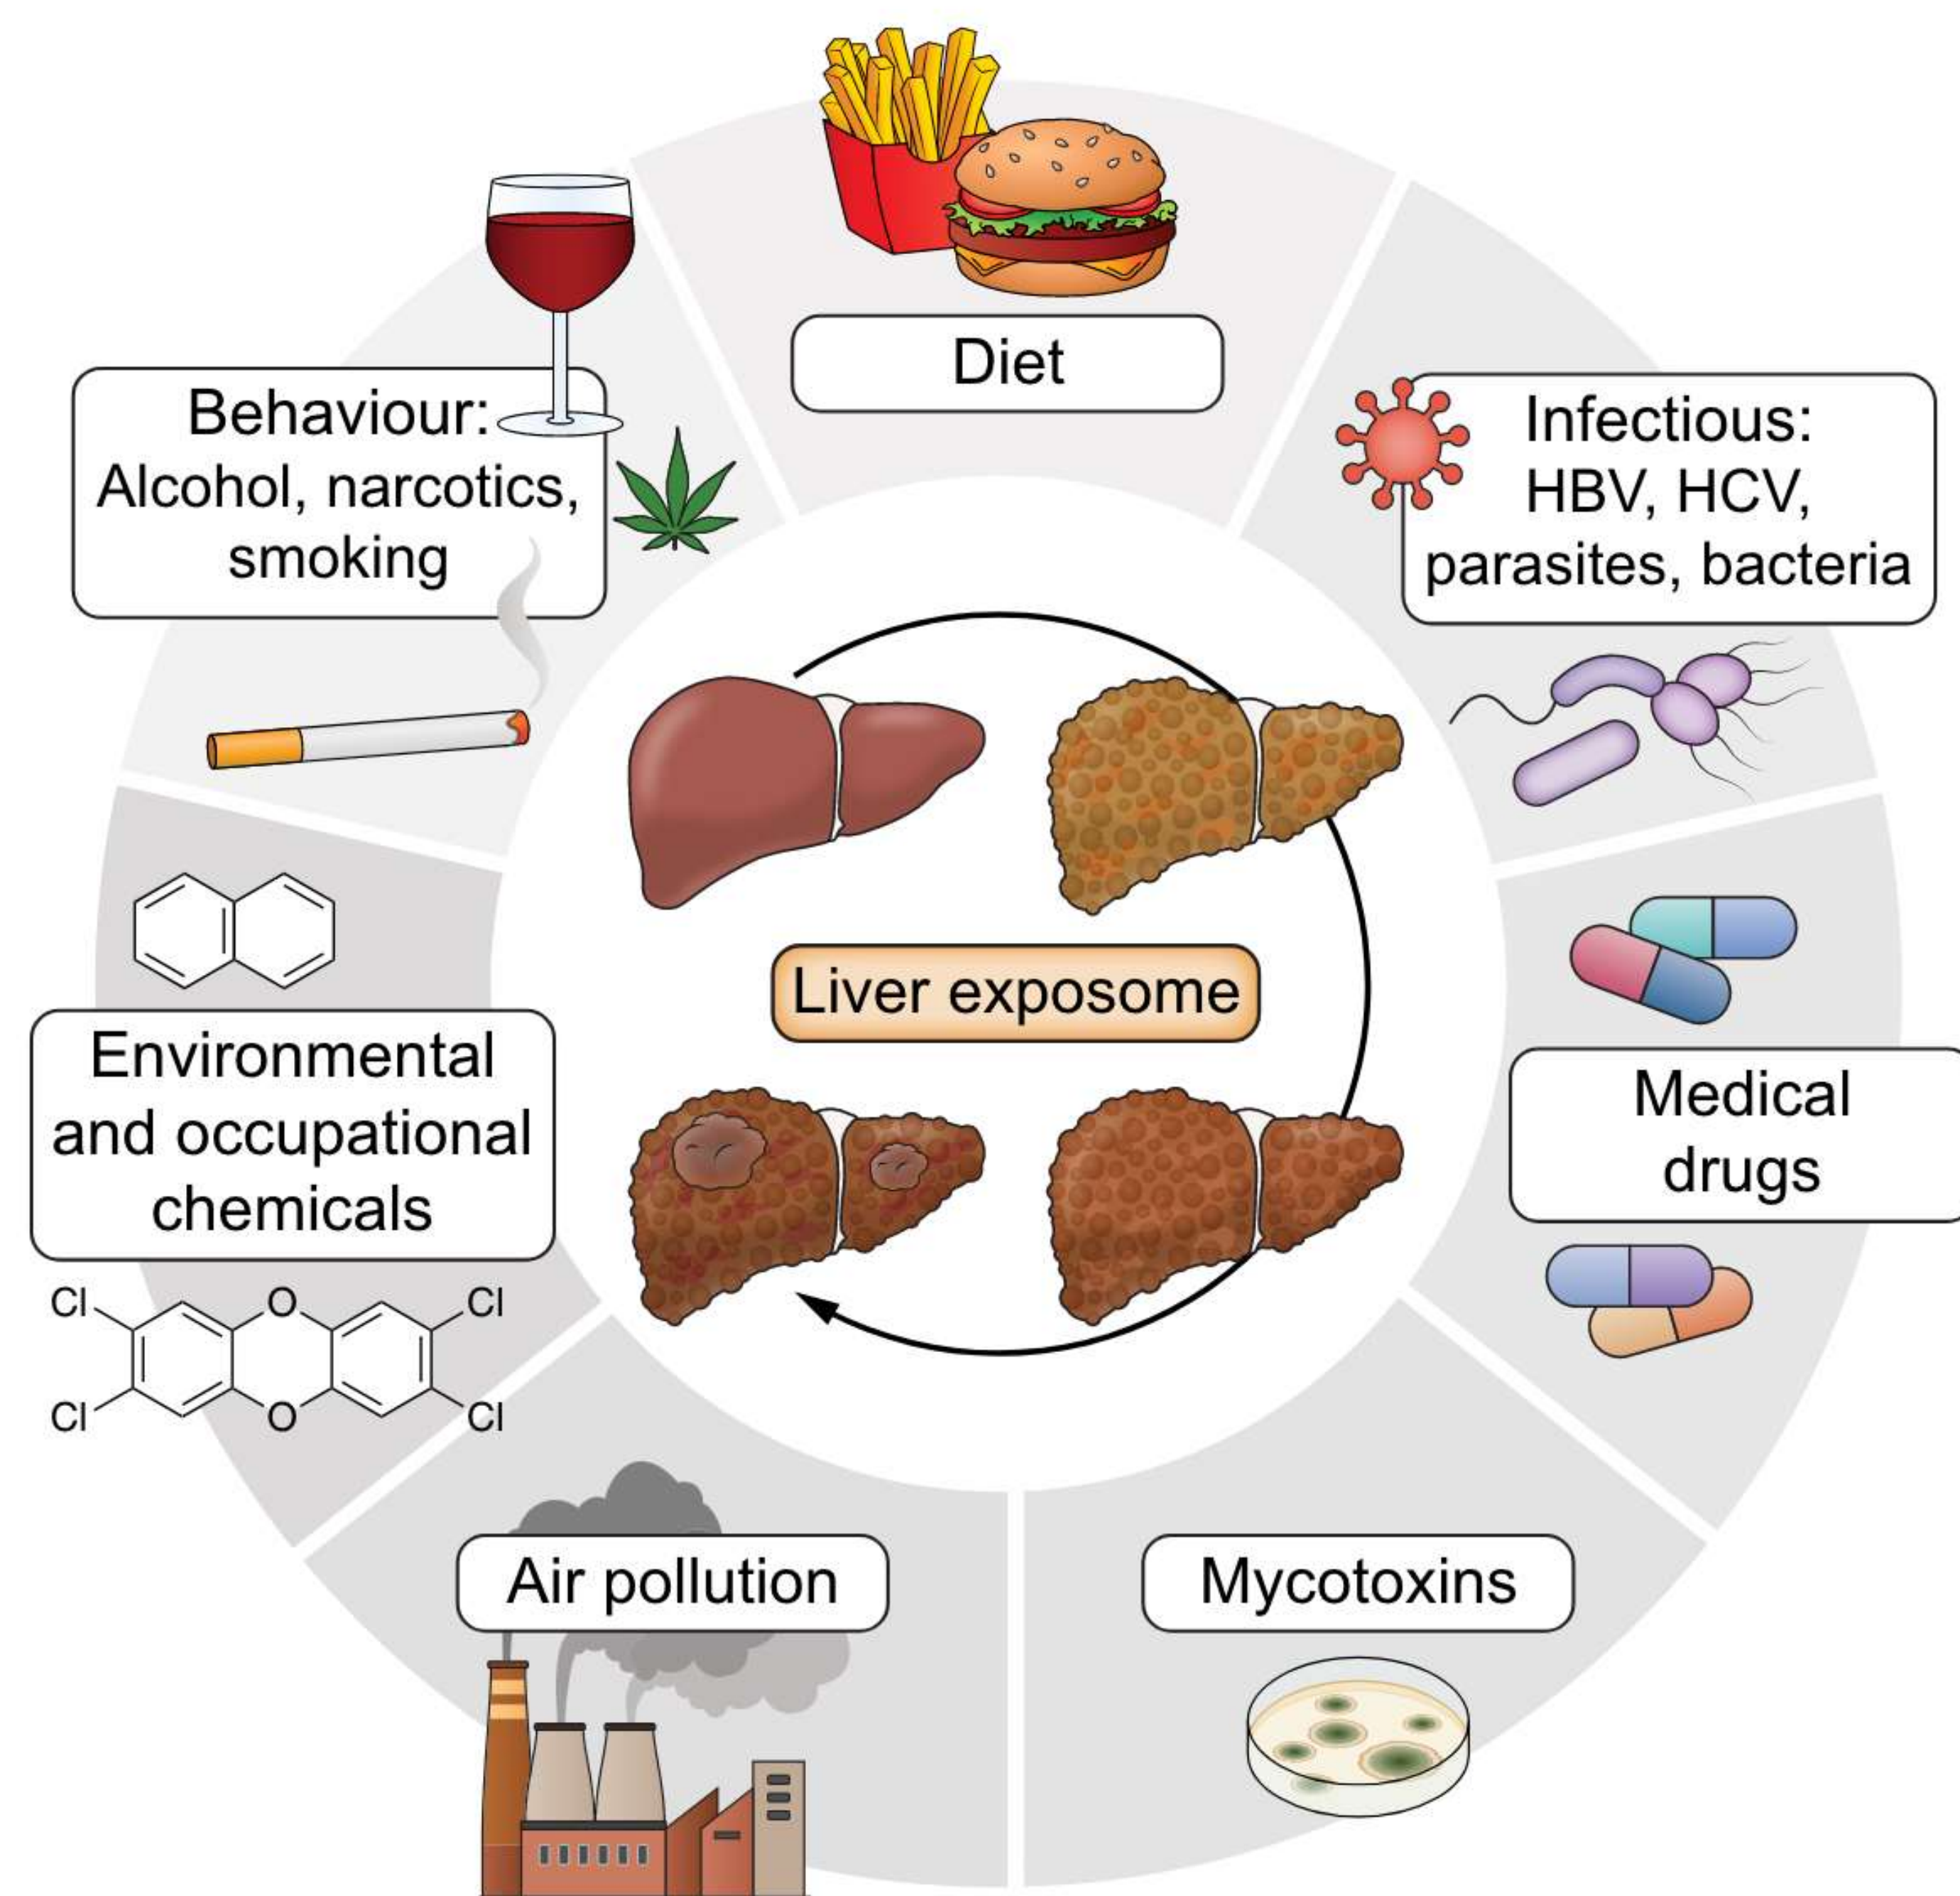 Diet
Behaviour:
Alcohol, narcotics,
smoking
Infectious:
HBV, HCV,
parasites, bacteria
Liver exposome
Environmental
and occupational
chemicals
Medical
drugs
Cl
O
Cl
Cl
O
Cl
Air pollution
Mycotoxins